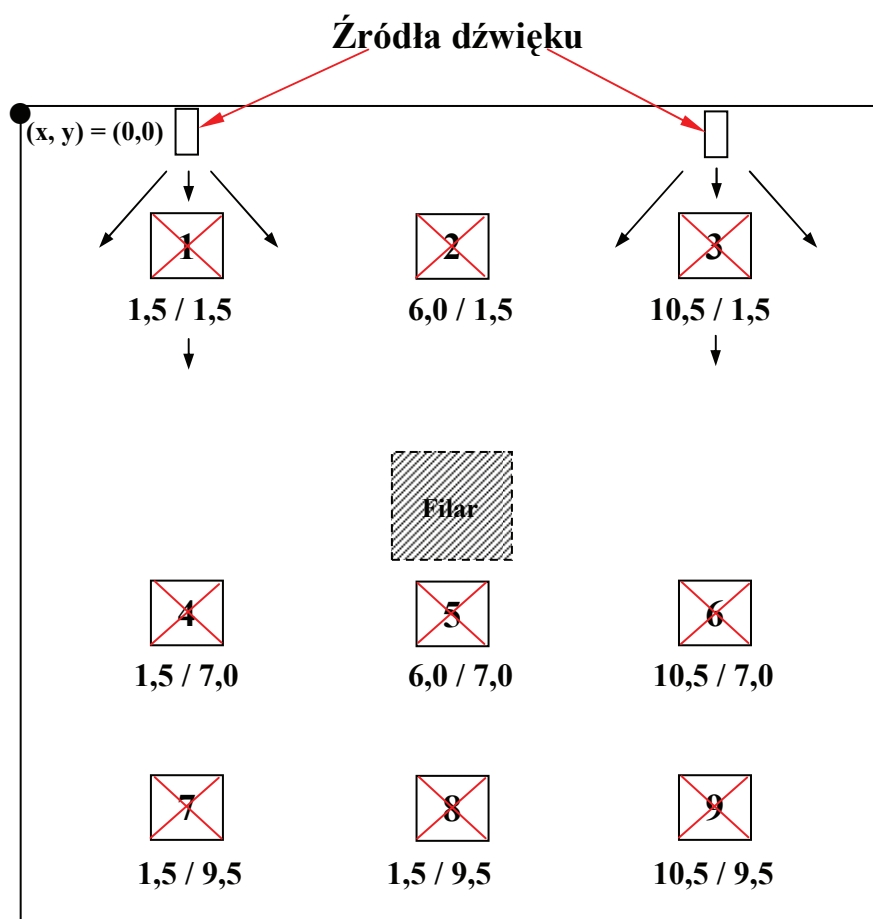 Źródła dźwięku
(x, y) = (0,0)
1 2 3
1,5 / 1,5 6,0 / 1,5 10,5 / 1,5
Filar
4 5 6
1,5 / 7,0 6,0 / 7,0 10,5 / 7,0
7 8 9
1,5 / 9,5 1,5 / 9,5 10,5 / 9,5